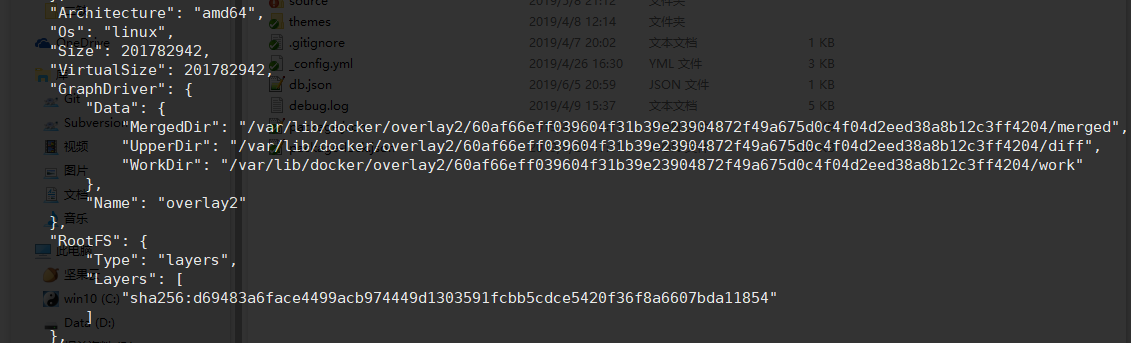 "Architecture": "amd64",
"Os": "linux",
"Size": 201782942,
"VirtualSize": 201782942,
"GraphDriver": {
"Data": {
"MergedDir": "/var/lib/docker/overlay2/60af66eff039604f31b39e23904872f49a675d0c4f04d2eed38a8b12c3ff4204/merged",
"UpperDir": "/var/lib/docker/overlay2/60af66eff039604f31b39e23904872f49a675d0c4f04d2eed38a8b12c3ff4204/diff",
"WorkDir": "/var/lib/docker/overlay2/60af66eff039604f31b39e23904872f49a675d0c4f04d2eed38a8b12c3ff4204/work"
},
"Name": "overlay2"
},
"RootFS": {
"Type": "layers",
"Layers": [
"sha256:d69483a6face4499acb974449d1303591fcbb5cdce5420f36f8a6607bda11854"
]
},
OneDrive
Git
Subversion
视频
图片
文档
音乐
此电脑
坚果云
win10 (C:)
Data (D:)
source 2019/5/8 21:12 文件夹
themes 2019/4/8 12:14 文件夹
.gitignore 2019/4/7 20:02 文本文档 1 KB
_config.yml 2019/4/26 16:30 YML 文件 3 KB
db.json 2019/6/5 20:59 JSON 文件
debug.log 2019/4/9 15:37 文本文档 5 KB